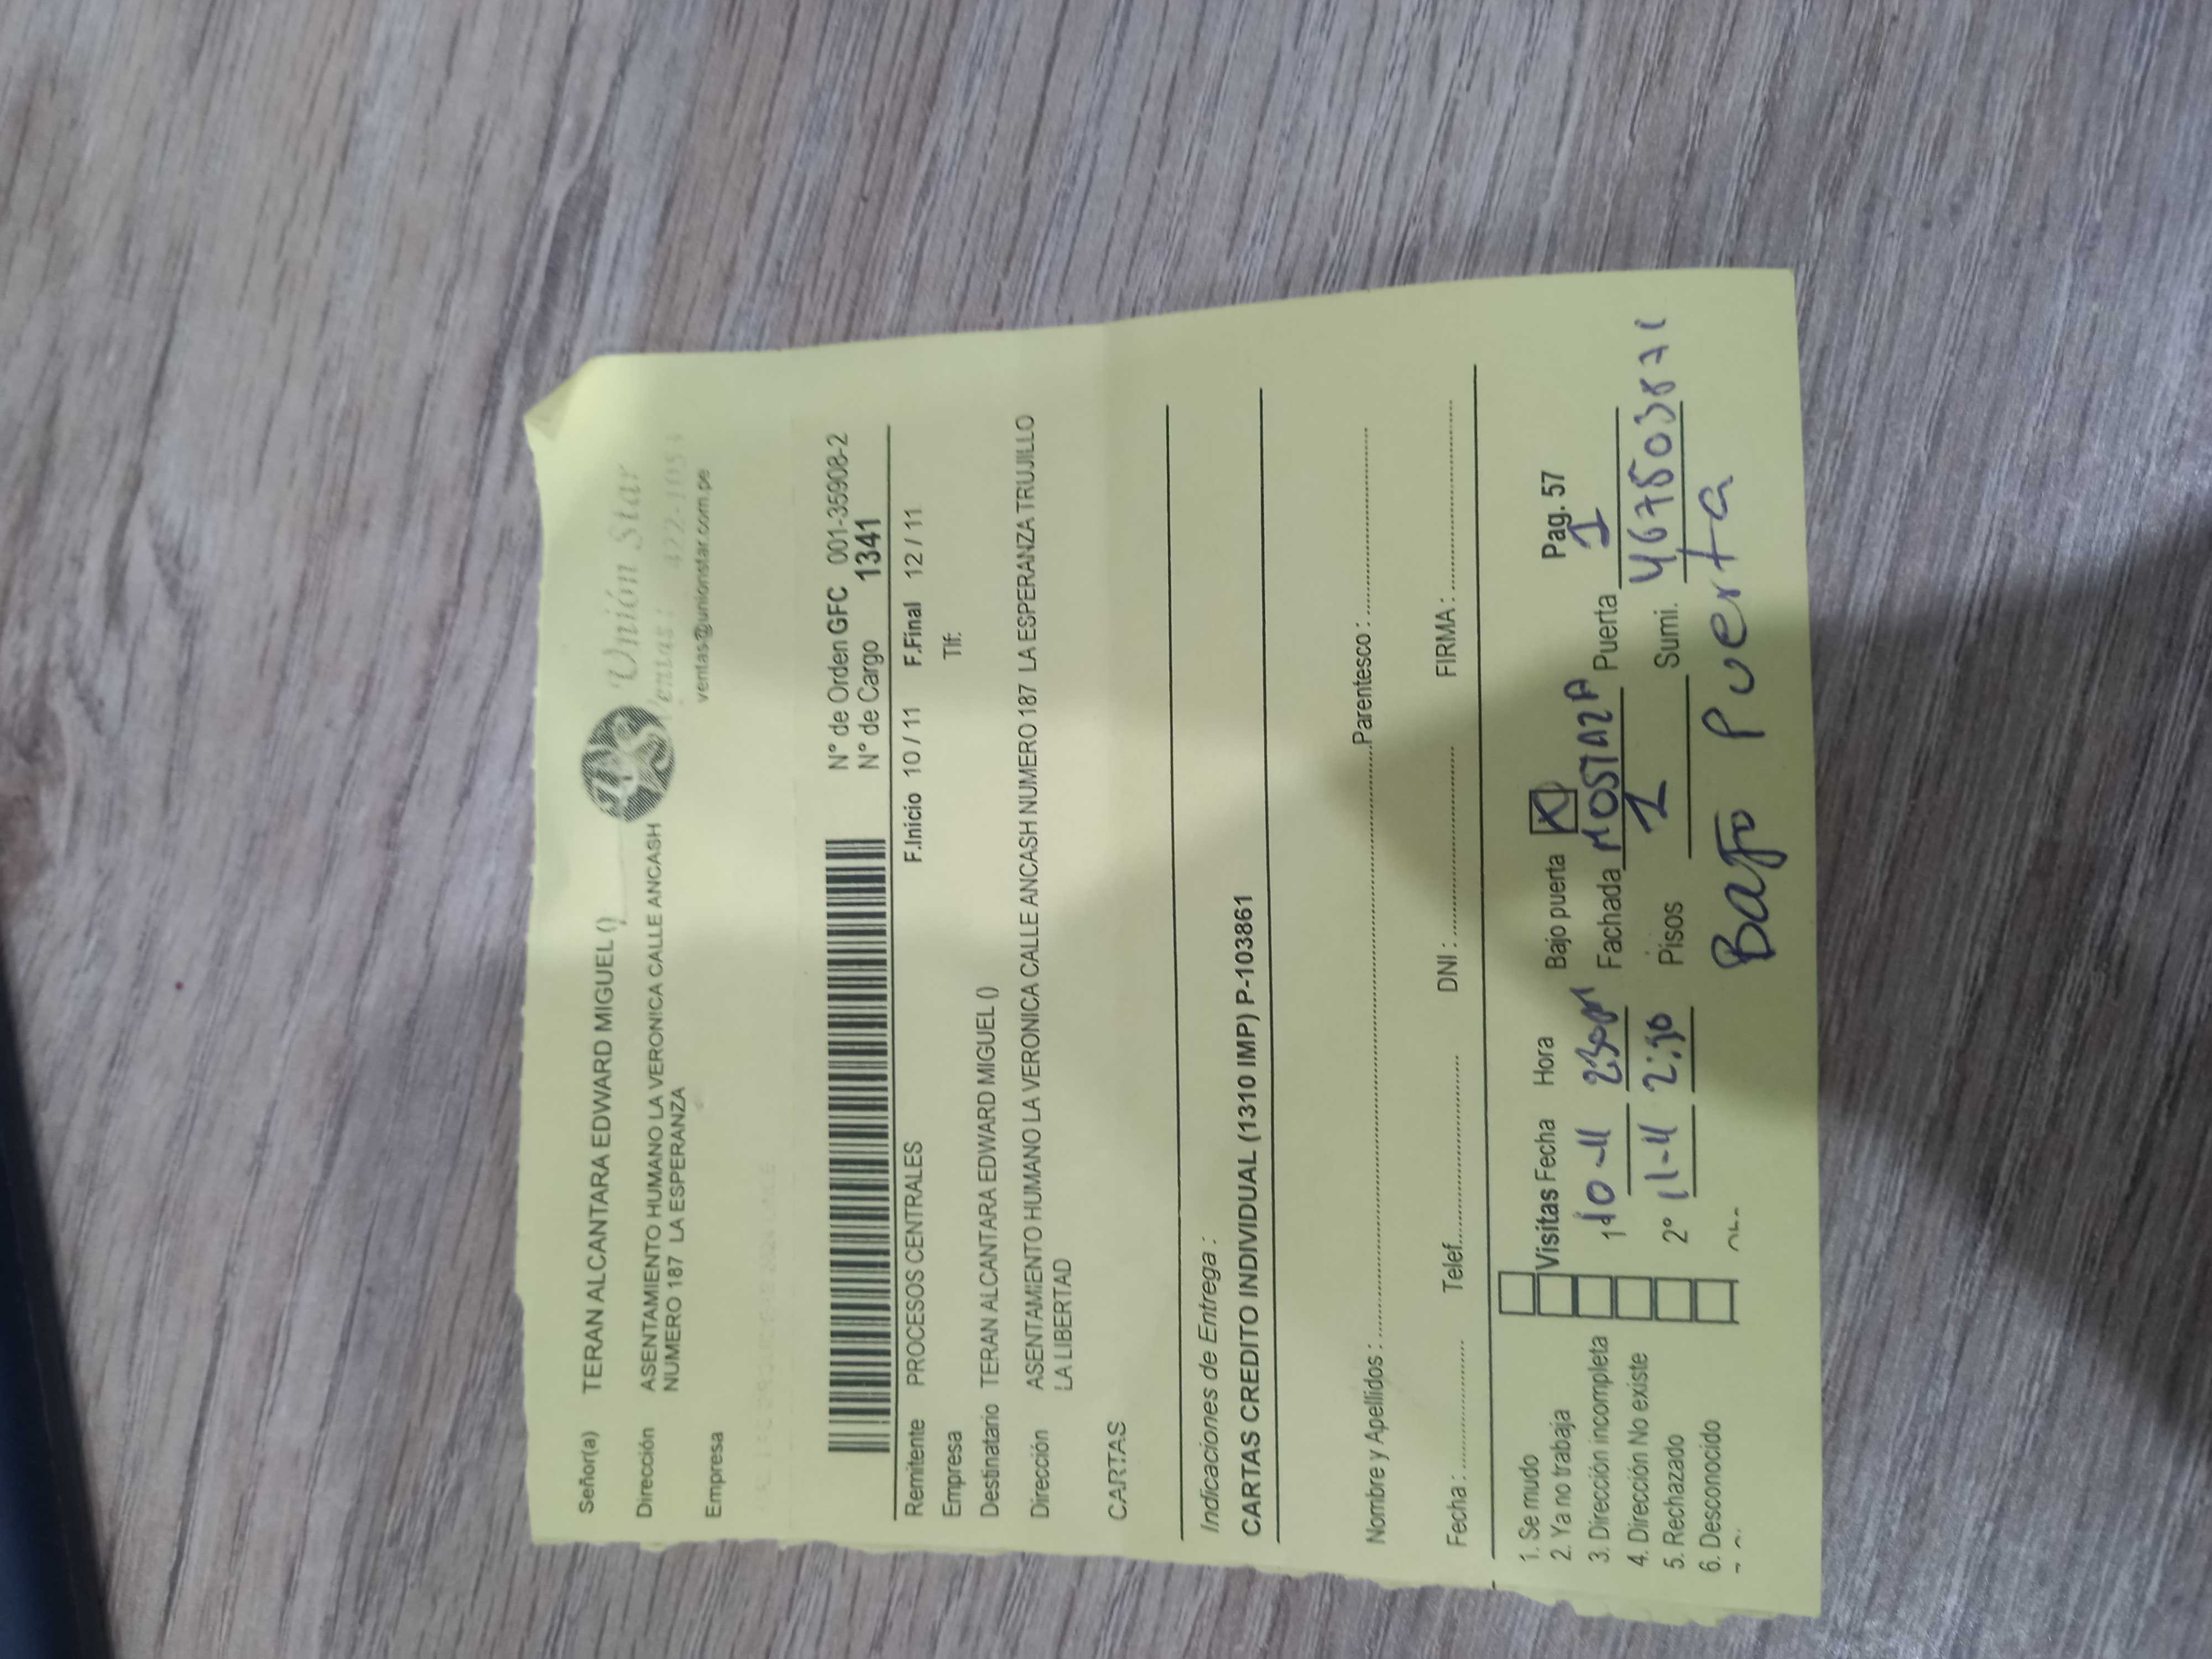 Señor(a) TERAN ALCANTARA EDWARD MIGUEL ()
Unión Star
Dirección ASENTAMIENTO HUMANO LA VERONICA CALLE ANCASH
NUMERO 187 LA ESPERANZA
ventas@unionstar.com.pe
Empresa
N° de Orden GFC 001-35908-2
N° de Cargo 1341
Remitente PROCESOS CENTRALES F.Inicio 10 / 11 F.Final 12 / 11
Empresa Tlf:
Destinatario TERAN ALCANTARA EDWARD MIGUEL ()
Dirección ASENTAMIENTO HUMANO LA VERONICA CALLE ANCASH NUMERO 187 LA ESPERANZA TRUJILLO
LA LIBERTAD
CARTAS
Indicaciones de Entrega :
CARTAS CREDITO INDIVIDUAL (1310 IMP) P-103861
Nombre y Apellidos : Parentesco :
Fecha : Telef. DNI : FIRMA :
1. Se mudo Visitas Fecha Hora Bajo puerta X Pag. 57
2. Ya no trabaja
3. Dirección incompleta 10-11 Fachada MOSTAZA Puerta 1
4. Dirección No existe
5. Rechazado 2° 11-11 2:30 Pisos 1 Sumi.
6. Desconocido
Bajo Puerta